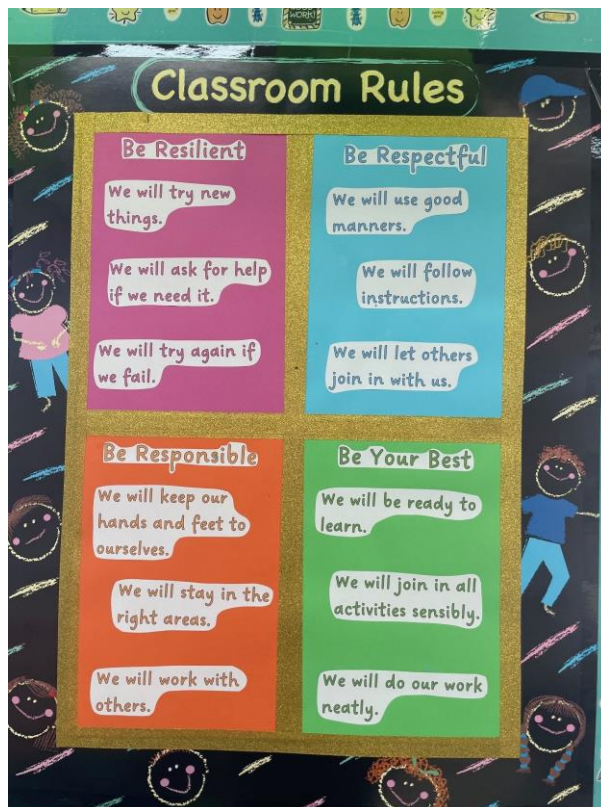 WORK!
Classroom Rules
Be Resilient
We will try new
things.
We will ask for help
if we need it.
We will try again if
we fail.
Be Respectful
We will use good
manners.
We will follow
instructions.
We will let others
join in with us.
Be Responsible
We will keep our
hands and feet to
ourselves.
We will stay in the
right areas.
We will work with
others.
Be Your Best
We will be ready to
learn.
We will join in all
activities sensibly.
We will do our work
neatly.